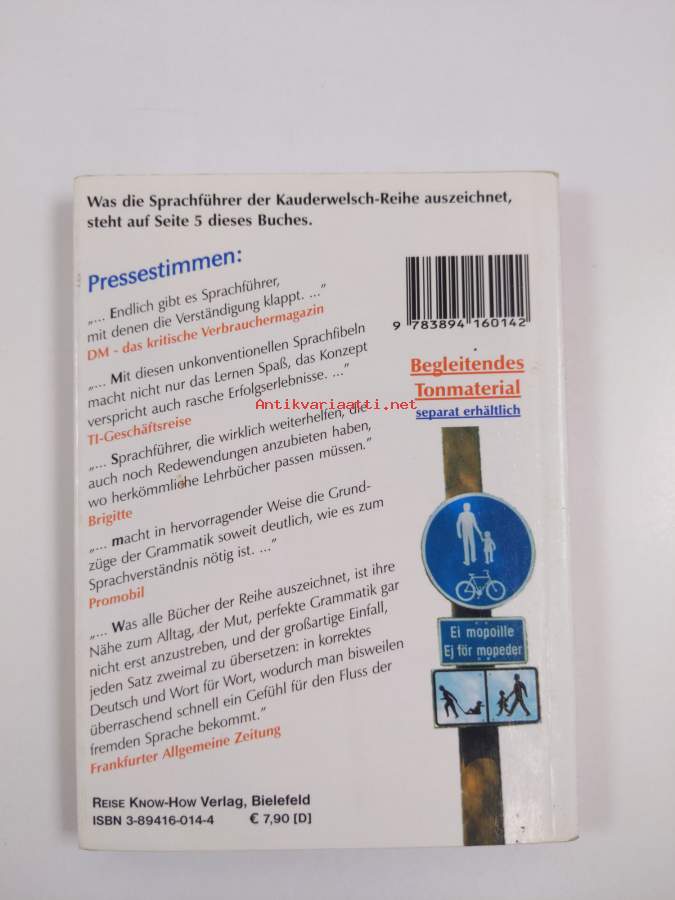 Was die Sprachführer der Kauderwelsch-Reihe auszeichnet,
steht auf Seite 5 dieses Buches.
Pressestimmen:
„... Endlich gibt es Sprachführer,
mit denen die Verständigung klappt. ..."
DM - das kritische Verbrauchermagazin
„... Mit diesen unkonventionellen Sprachfibeln
macht nicht nur das Lernen Spaß, das Konzept
verspricht auch rasche Erfolgserlebnisse. ..."
TI-Geschäftsreise
„... Sprachführer, die wirklich weiterhelfen, die
auch noch Redewendungen anzubieten haben,
wo herkömmliche Lehrbücher passen müssen."
Brigitte
„... macht in hervorragender Weise die Grund-
züge der Grammatik soweit deutlich, wie es zum
Sprachverständnis nötig ist. ..."
Promobil
„... Was alle Bücher der Reihe auszeichnet, ist ihre
Nähe zum Alltag, der Mut, perfekte Grammatik gar
nicht erst anzustreben, und der großartige Einfall,
jeden Satz zweimal zu übersetzen: in korrektes
Deutsch und Wort für Wort, wodurch man bisweilen
überraschend schnell ein Gefühl für den Fluss der
fremden Sprache bekommt."
Frankfurter Allgemeine Zeitung
REISE KNOW-HOW Verlag, Bielefeld
ISBN 3-89416-014-4 € 7,90 [D]
9 783894 160142
Begleitendes
Tonmaterial
separat erhältlich
Ei mopoille
Ej för mopeder
Antikvariaatti.net